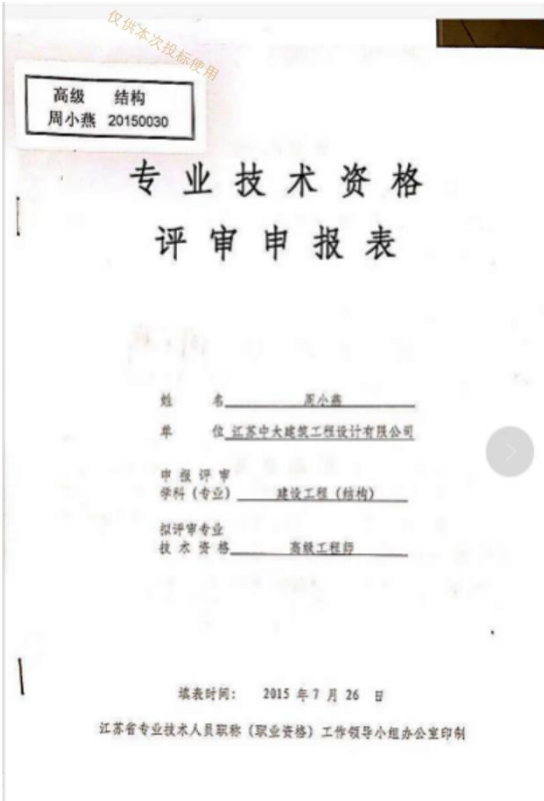 仅供本次投标使用
高级 结构
周小燕 20150030
专业技术资格
评审申报表
姓 名 周小燕
单 位 江苏中大建筑工程设计有限公司
申报评审
学科（专业） 建设工程（结构）
拟评审专业
技术资格 高级工程师
填表时间： 2015 年 7 月 26 日
江苏省专业技术人员职称（职业资格）工作领导小组办公室印制